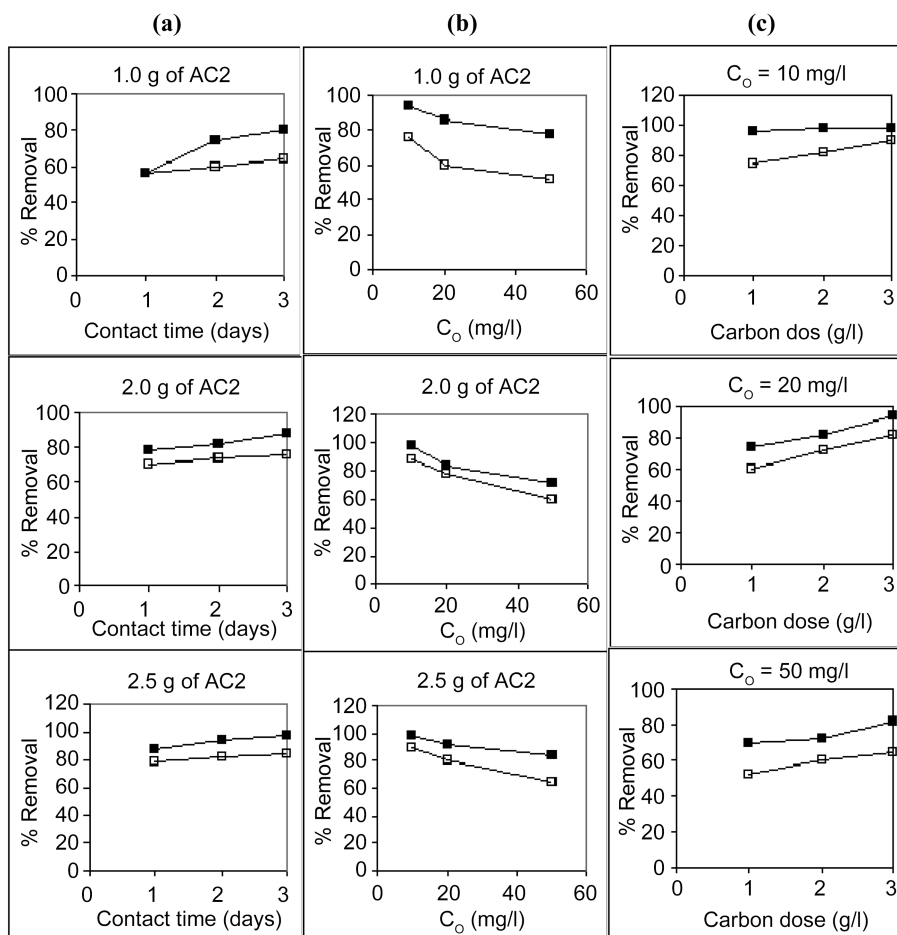 (a)
(b)
(c)
1.0 g of AC2
% Removal
100
80
60
40
20
0
0 1 2 3
Contact time (days)
1.0 g of AC2
% Removal
100
80
60
40
20
0
0 20 40 60
C₀ (mg/l)
C₀ = 10 mg/l
% Removal
120
100
80
60
40
20
0
0 1 2 3
Carbon dos (g/l)
2.0 g of AC2
% Removal
100
80
60
40
20
0
0 1 2 3
Contact time (days)
2.0 g of AC2
% Removal
120
100
80
60
40
20
0
0 20 40 60
C₀ (mg/l)
C₀ = 20 mg/l
% Removal
100
80
60
40
20
0
0 1 2 3
Carbon dose (g/l)
2.5 g of AC2
% Removal
120
100
80
60
40
20
0
0 1 2 3
Contact time (days)
2.5 g of AC2
% Removal
120
100
80
60
40
20
0
0 20 40 60
C₀ (mg/l)
C₀ = 50 mg/l
% Removal
80
60
40
20
0
100
0 1 2 3
Carbon dose (g/l)